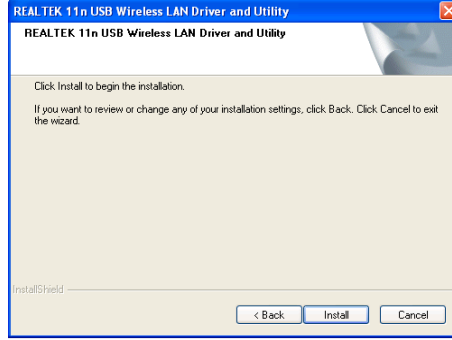 REALTEK 11n USB Wireless LAN Driver and Utility
REALTEK 11n USB Wireless LAN Driver and Utility
Click Install to begin the installation.
If you want to review or change any of your installation settings, click Back. Click Cancel to exit
the wizard.
InstallShield
< Back Install Cancel